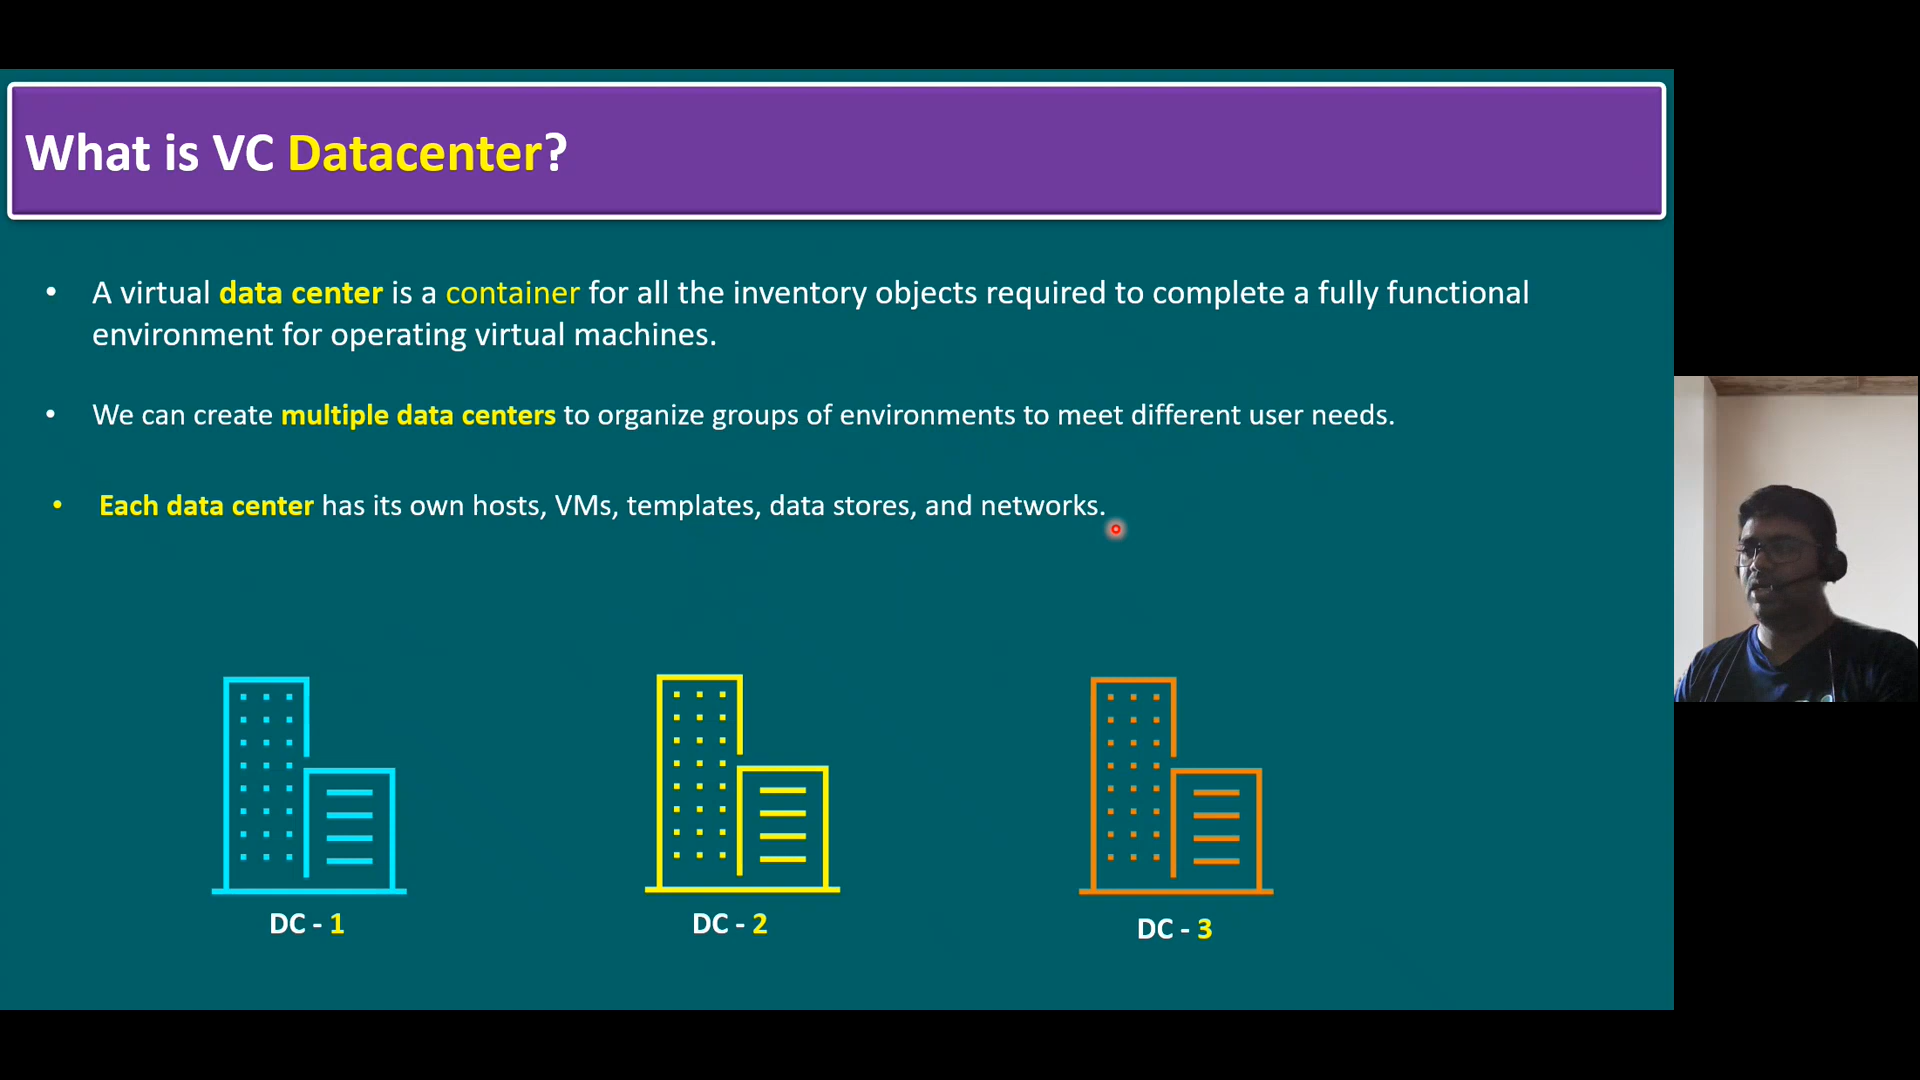 What is VC Datacenter?
• A virtual data center is a container for all the inventory objects required to complete a fully functional
environment for operating virtual machines.
• We can create multiple data centers to organize groups of environments to meet different user needs.
• Each data center has its own hosts, VMs, templates, data stores, and networks.
DC - 1
DC - 2
DC - 3